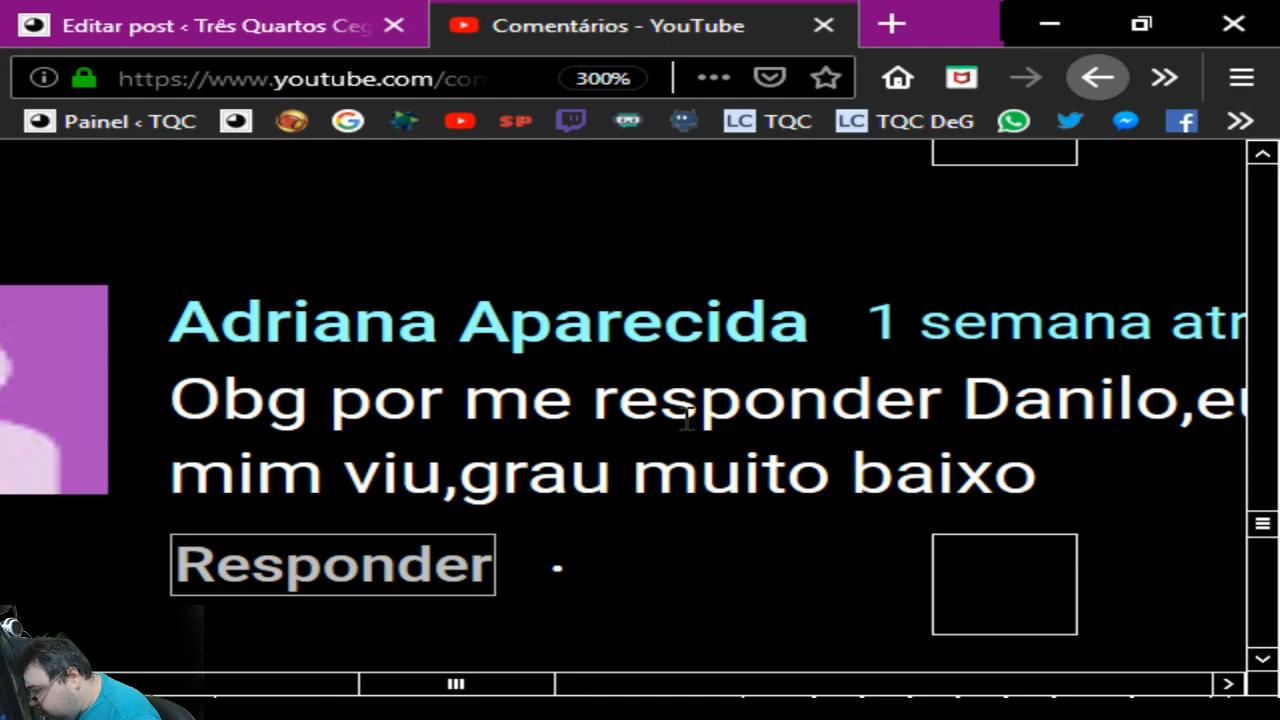 Editar post ‹ Três Quartos Ceg
Comentários - YouTube
https://www.youtube.com/con
300%
Painel ‹ TQC
SP
LC TQC
LC TQC DeG
Adriana Aparecida 1 semana atr
Obg por me responder Danilo,eu
mim viu,grau muito baixo
Responder